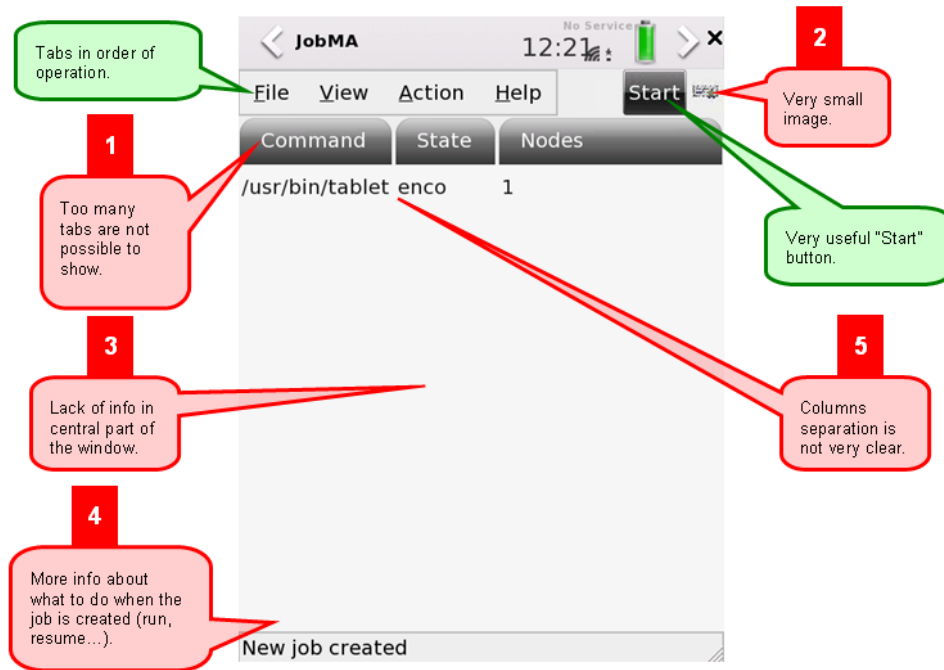 Tabs in order of
operation.
1
Too many
tabs are not
possible to
show.
3
Lack of info in
central part of
the window.
4
More info about
what to do when the
job is created (run,
resume...).
JobMA
No Service
12:21
×
File View Action Help
Start
Command State Nodes
/usr/bin/tablet enco 1
New job created
2
Very small
image.
Very useful "Start"
button.
5
Columns
separation is
not very clear.